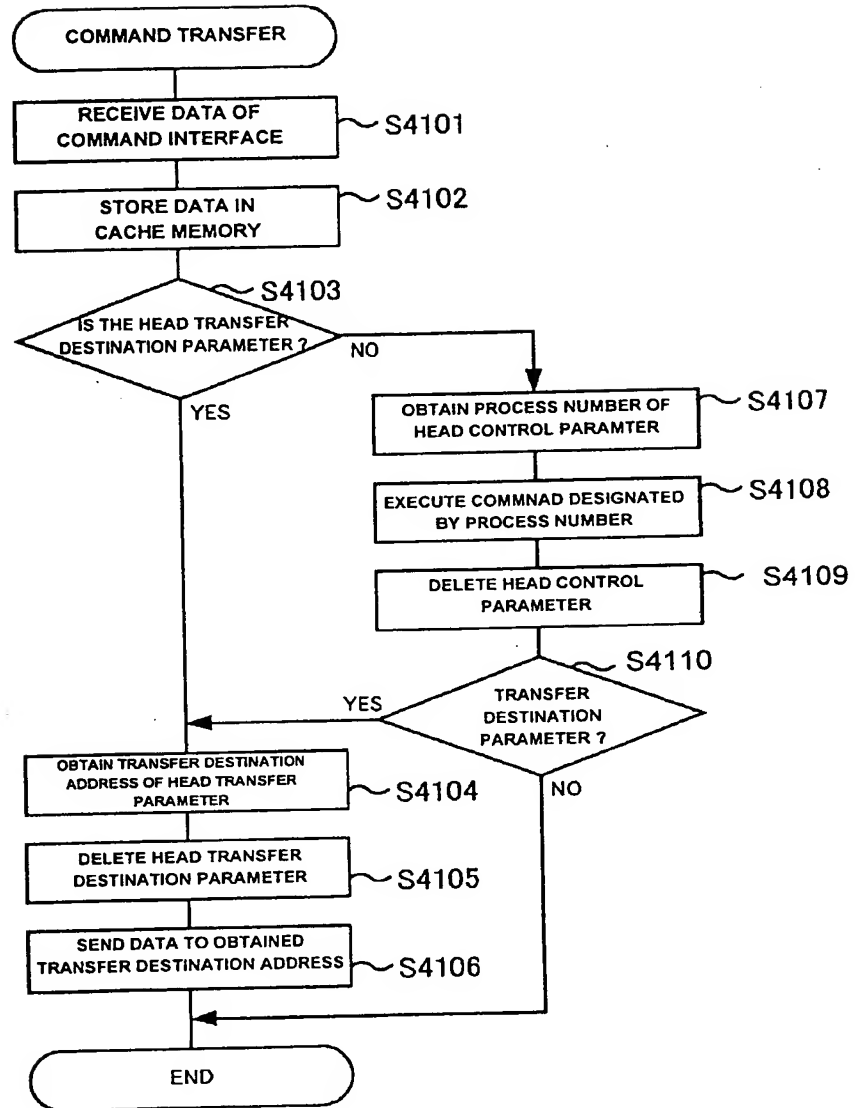 COMMAND TRANSFER
RECEIVE DATA OF
COMMAND INTERFACE
S4101
STORE DATA IN
CACHE MEMORY
S4102
S4103
IS THE HEAD TRANSFER
DESTINATION PARAMETER ?
NO
YES
OBTAIN PROCESS NUMBER OF
HEAD CONTROL PARAMTER
S4107
EXECUTE COMMNAD DESIGNATED
BY PROCESS NUMBER
S4108
DELETE HEAD CONTROL
PARAMETER
S4109
S4110
TRANSFER
DESTINATION
PARAMETER ?
YES
NO
OBTAIN TRANSFER DESTINATION
ADDRESS OF HEAD TRANSFER
PARAMETER
S4104
DELETE HEAD TRANSFER
DESTINATION PARAMETER
S4105
SEND DATA TO OBTAINED
TRANSFER DESTINATION ADDRESS
S4106
END